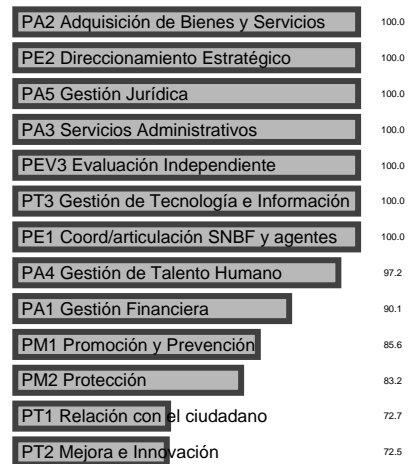 PA2 Adquisición de Bienes y Servicios 100.0
PE2 Direccionamiento Estratégico 100.0
PA5 Gestión Jurídica 100.0
PA3 Servicios Administrativos 100.0
PEV3 Evaluación Independiente 100.0
PT3 Gestión de Tecnología e Información 100.0
PE1 Coord/articulación SNBF y agentes 100.0
PA4 Gestión de Talento Humano 97.2
PA1 Gestión Financiera 90.1
PM1 Promoción y Prevención 85.6
PM2 Protección 83.2
PT1 Relación con el ciudadano 72.7
PT2 Mejora e Innovación 72.5